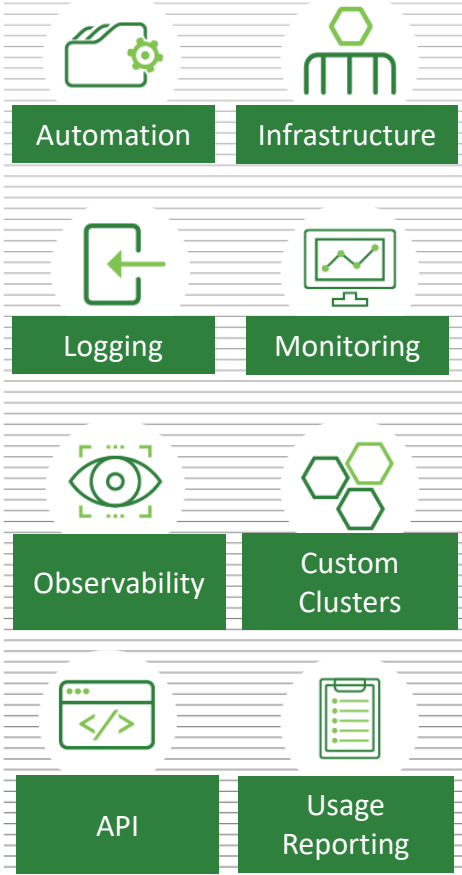 Automation
Infrastructure
Logging
Monitoring
Observability
Custom
Clusters
</>
API
Usage
Reporting